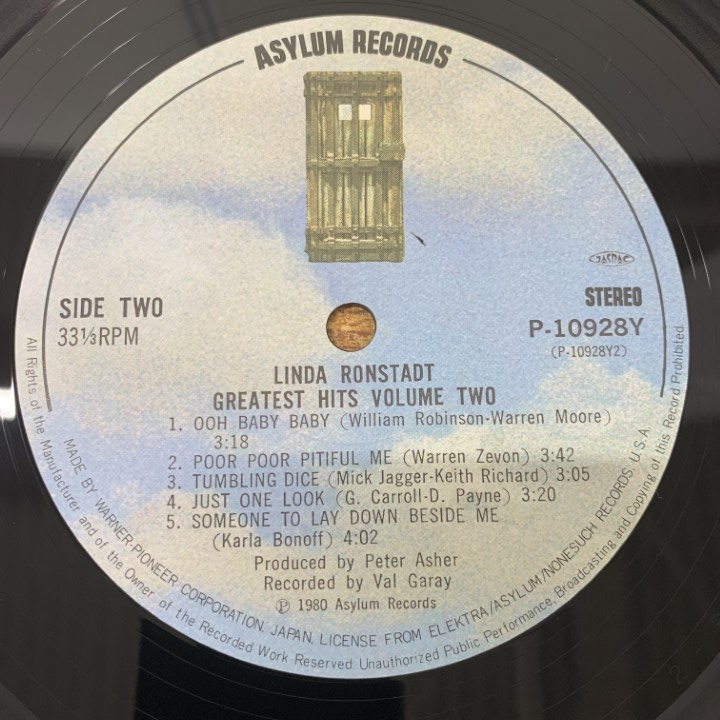 ASYLUM RECORDS
JASRAC
SIDE TWO
33⅓RPM
STEREO
P-10928Y
(P-10928Y2)
LINDA RONSTADT
GREATEST HITS VOLUME TWO
1. OOH BABY BABY (William Robinson-Warren Moore)
3:18
2. POOR POOR PITIFUL ME (Warren Zevon) 3:42
3. TUMBLING DICE (Mick Jagger-Keith Richard) 3:05
4. JUST ONE LOOK (G. Carroll-D. Payne) 3:20
5. SOMEONE TO LAY DOWN BESIDE ME
(Karla Bonoff) 4:02
Produced by Peter Asher
Recorded by Val Garay
Ⓟ 1980 Asylum Records
MADE BY WARNER-PIONEER CORPORATION, JAPAN. LICENSE FROM ELEKTRA/ASYLUM/NONESUCH RECORDS, U.S.A.
All Rights of the Manufacturer and of the Owner of the Recorded Work Reserved. Unauthorized Public Performance, Broadcasting and Copying of this Record Prohibited.